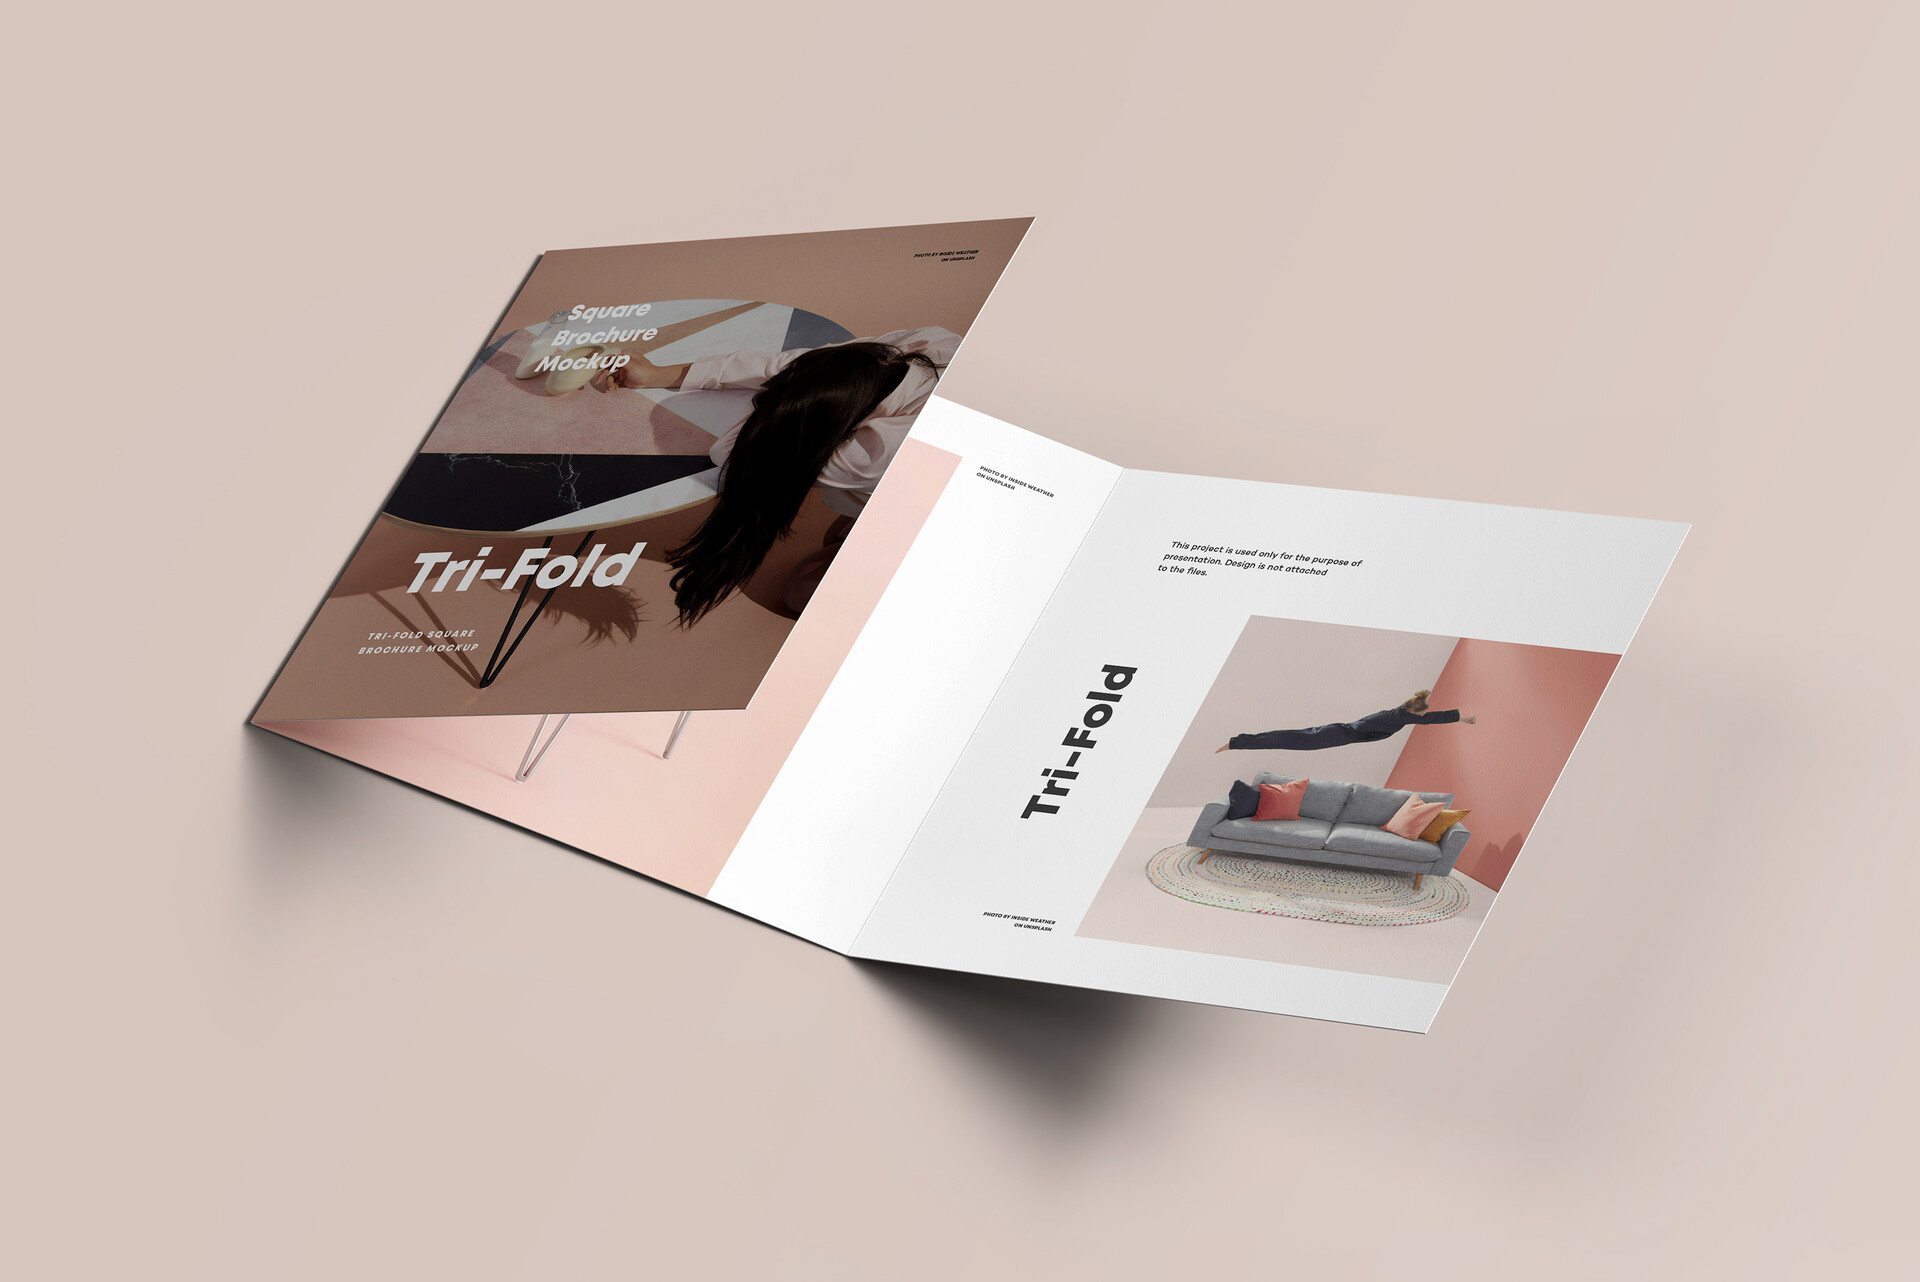 PHOTO BY INSIDE WEATHER
ON UNSPLASH
Square
Brochure
Mockup
Tri-Fold
TRI-FOLD SQUARE
BROCHURE MOCKUP
PHOTO BY INSIDE WEATHER
ON UNSPLASH
This project is used only for the purpose of
presentation. Design is not attached
to the files.
Tri-Fold
PHOTO BY INSIDE WEATHER
ON UNSPLASH